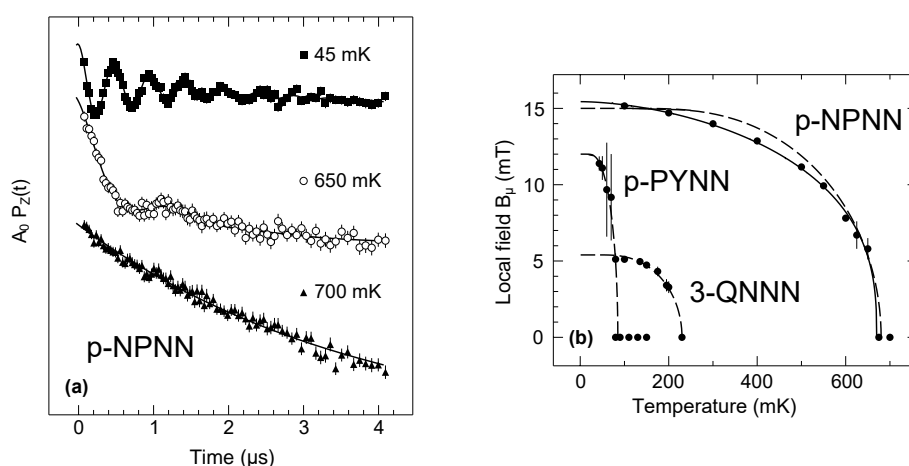 45 mK
650 mK
700 mK
p-NPNN
(a)
A₀ P_Z(t)
0 1 2 3 4
Time (μs)
15
10
5
0
Local field B_μ (mT)
p-NPNN
p-PYNN
3-QNNN
(b)
0 200 400 600
Temperature (mK)